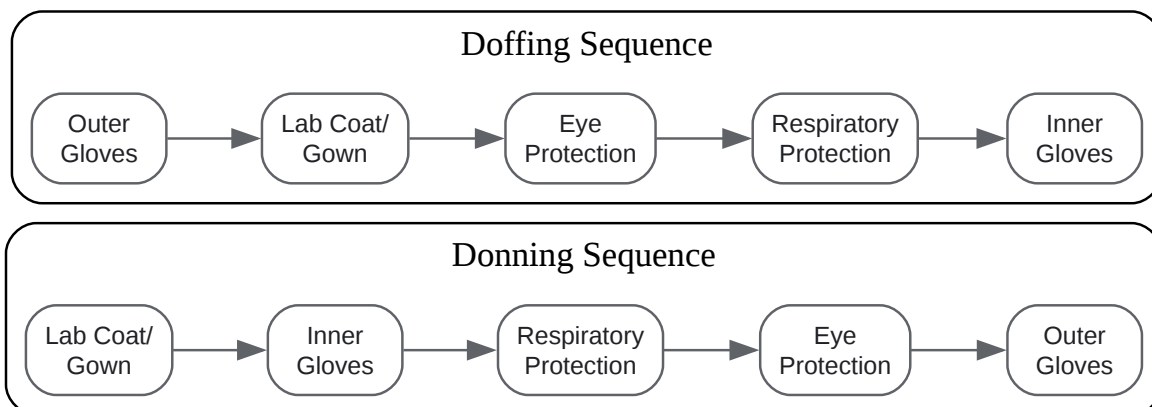 Doffing Sequence
Outer
Gloves
Lab Coat/
Gown
Eye
Protection
Respiratory
Protection
Inner
Gloves
Donning Sequence
Lab Coat/
Gown
Inner
Gloves
Respiratory
Protection
Eye
Protection
Outer
Gloves